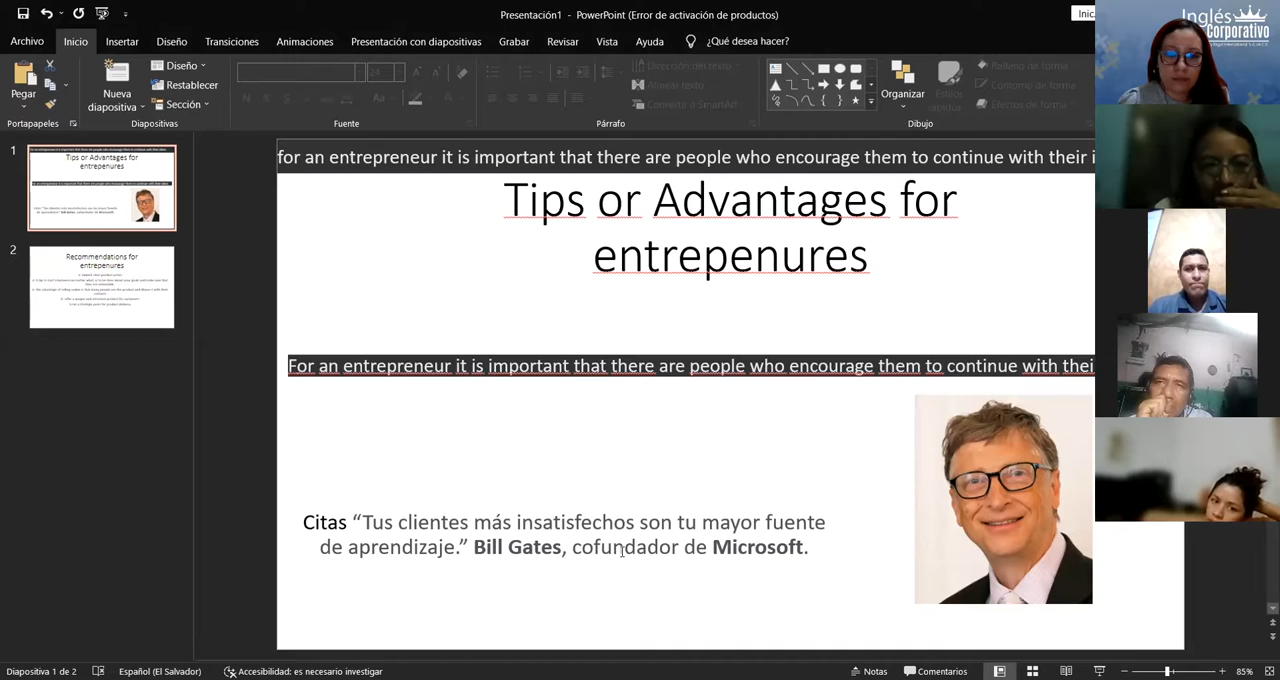 Presentación1 - PowerPoint (Error de activación de productos)
Inic
Archivo Inicio Insertar Diseño Transiciones Animaciones Presentación con diapositivas Grabar Revisar Vista Ayuda ¿Qué desea hacer?
Pegar
Nueva diapositiva
Diseño
Restablecer
Sección
24
Dirección del texto
Alinear texto
Convertir a SmartArt
Organizar
Estilos rápidos
Relleno de forma
Contorno de forma
Efectos de forma
Portapapeles Diapositivas Fuente Párrafo Dibujo
Inglés
Corporativo
1
Tips or Advantages for
entrepenures
2
Recommendations for
entrepenures
for an entrepreneur it is important that there are people who encourage them to continue with their i
Tips or Advantages for
entrepenures
For an entrepreneur it is important that there are people who encourage them to continue with their
Citas “Tus clientes más insatisfechos son tu mayor fuente
de aprendizaje.” Bill Gates, cofundador de Microsoft.
Diapositiva 1 de 2 Español (El Salvador) Accesibilidad: es necesario investigar Notas Comentarios 85%